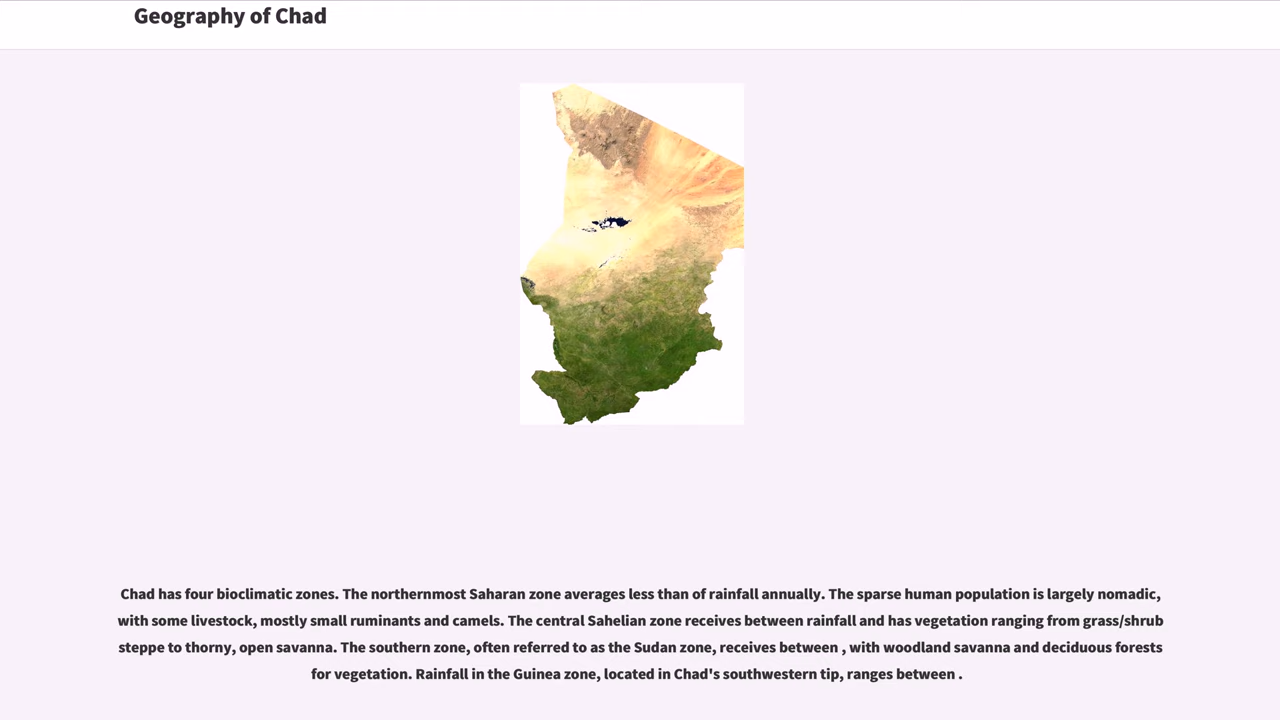 Geography of Chad
Chad has four bioclimatic zones. The northernmost Saharan zone averages less than of rainfall annually. The sparse human population is largely nomadic,
with some livestock, mostly small ruminants and camels. The central Sahelian zone receives between rainfall and has vegetation ranging from grass/shrub
steppe to thorny, open savanna. The southern zone, often referred to as the Sudan zone, receives between , with woodland savanna and deciduous forests
for vegetation. Rainfall in the Guinea zone, located in Chad's southwestern tip, ranges between .